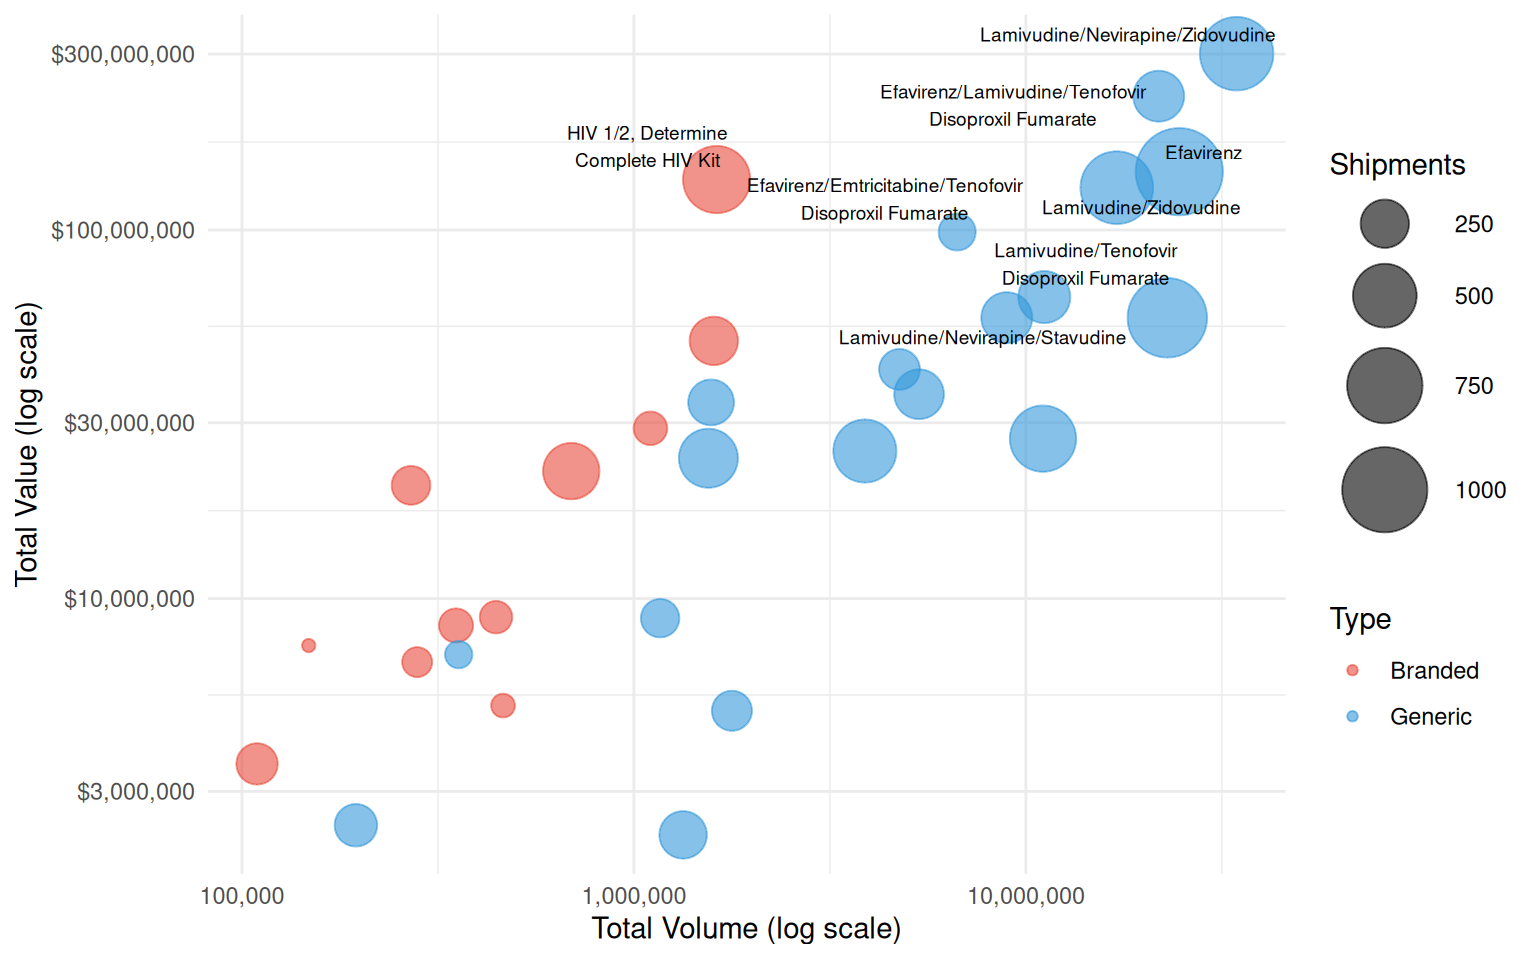 $300,000,000
$100,000,000
$30,000,000
$10,000,000
$3,000,000
Total Value (log scale)
Lamivudine/Nevirapine/Zidovudine
Efavirenz/Lamivudine/Tenofovir
Disoproxil Fumarate
HIV 1/2, Determine
Complete HIV Kit
Efavirenz
Efavirenz/Emtricitabine/Tenofovir
Disoproxil Fumarate
Lamivudine/Zidovudine
Lamivudine/Tenofovir
Disoproxil Fumarate
Lamivudine/Nevirapine/Stavudine
100,000
1,000,000
10,000,000
Total Volume (log scale)
Shipments
250
500
750
1000
Type
Branded
Generic